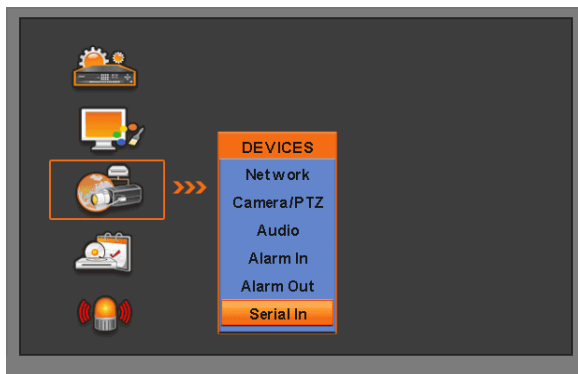 DEVICES
Network
Camera/PTZ
Audio
Alarm In
Alarm Out
Serial In